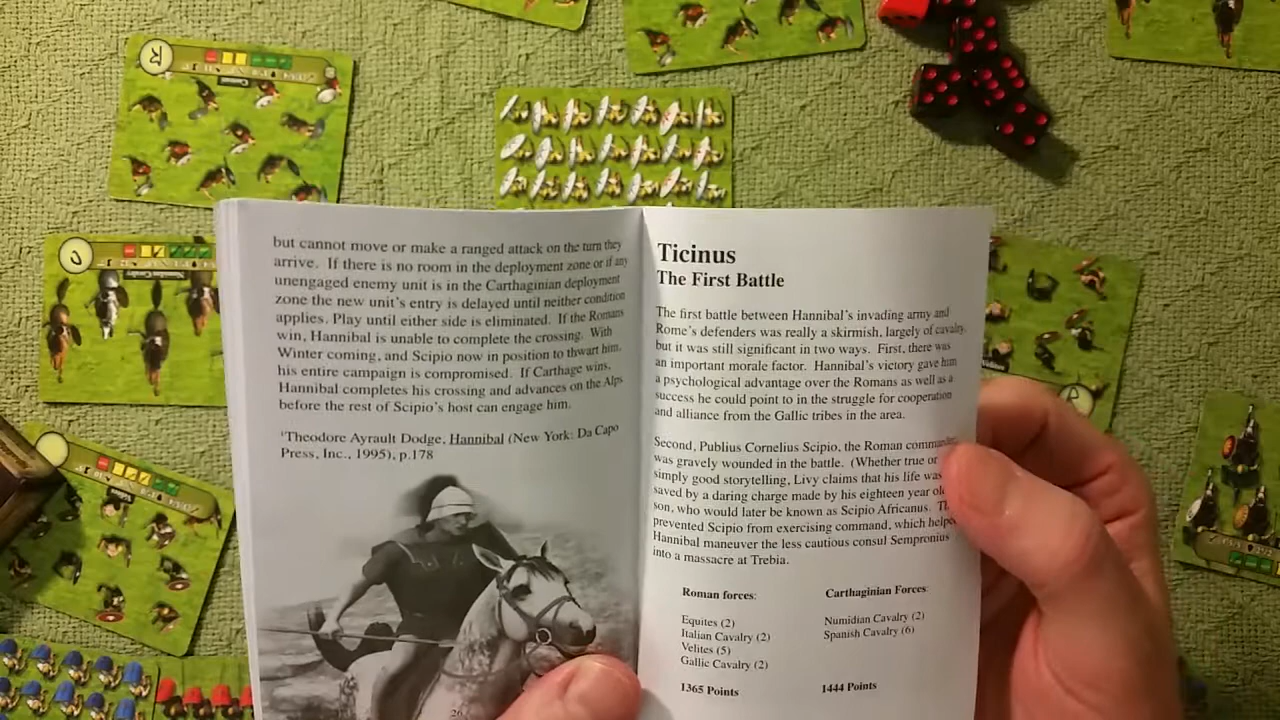 but cannot move or make a ranged attack on the turn they
arrive. If there is no room in the deployment zone or if any
unengaged enemy unit is in the Carthaginian deployment
zone the new unit's entry is delayed until neither condition
applies. Play until either side is eliminated. If the Romans
win, Hannibal is unable to complete the crossing. With
Winter coming, and Scipio now in position to thwart him,
his entire campaign is compromised. If Carthage wins,
Hannibal completes his crossing and advances on the Alps
before the rest of Scipio's host can engage him.
¹Theodore Ayrault Dodge, Hannibal (New York: Da Capo
Press, Inc., 1995), p.178
26
Ticinus
The First Battle
The first battle between Hannibal's invading army and
Rome's defenders was really a skirmish, largely of cavalry,
but it was still significant in two ways. First, there was
an important morale factor. Hannibal's victory gave him
a psychological advantage over the Romans as well as a
success he could point to in the struggle for cooperation
and alliance from the Gallic tribes in the area.
Second, Publius Cornelius Scipio, the Roman commander
was gravely wounded in the battle. (Whether true or
simply good storytelling, Livy claims that his life was
saved by a daring charge made by his eighteen year old
son, who would later be known as Scipio Africanus. Th
prevented Scipio from exercising command, which helped
Hannibal maneuver the less cautious consul Sempronius
into a massacre at Trebia.
Roman forces:
Equites (2)
Italian Cavalry (2)
Velites (5)
Gallic Cavalry (2)
1365 Points
Carthaginian Forces:
Numidian Cavalry (2)
Spanish Cavalry (6)
1444 Points
R
C
Numidian Cavalry
Velites